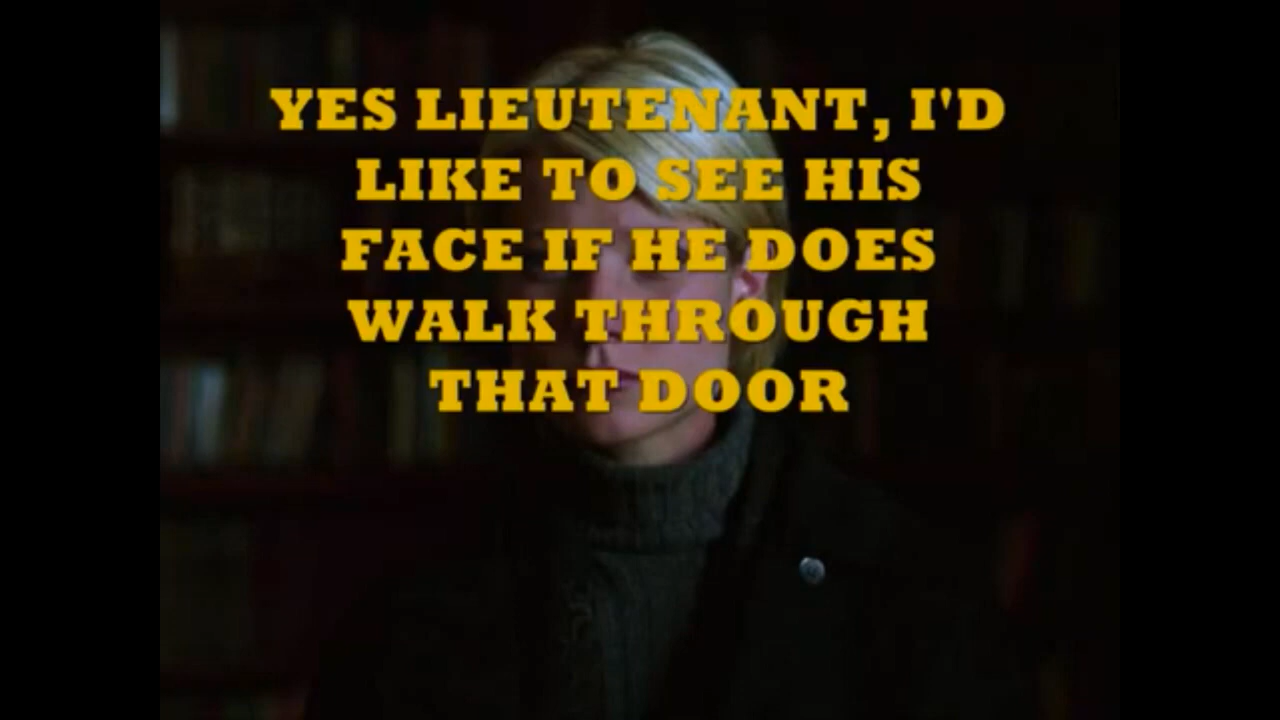 YES LIEUTENANT, I'D
LIKE TO SEE HIS
FACE IF HE DOES
WALK THROUGH
THAT DOOR